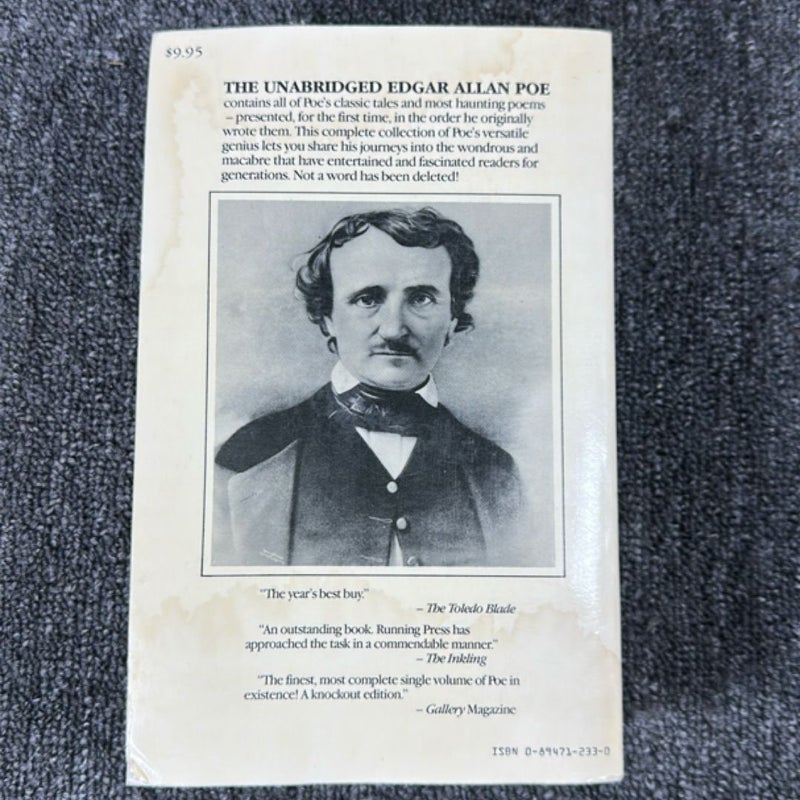 $9.95
THE UNABRIDGED EDGAR ALLAN POE
contains all of Poe's classic tales and most haunting poems
– presented, for the first time, in the order he originally
wrote them. This complete collection of Poe's versatile
genius lets you share his journeys into the wondrous and
macabre that have entertained and fascinated readers for
generations. Not a word has been deleted!
"The year's best buy."
– The Toledo Blade
"An outstanding book. Running Press has
approached the task in a commendable manner."
– The Inkling
"The finest, most complete single volume of Poe in
existence! A knockout edition."
– Gallery Magazine
ISBN 0-89471-233-0